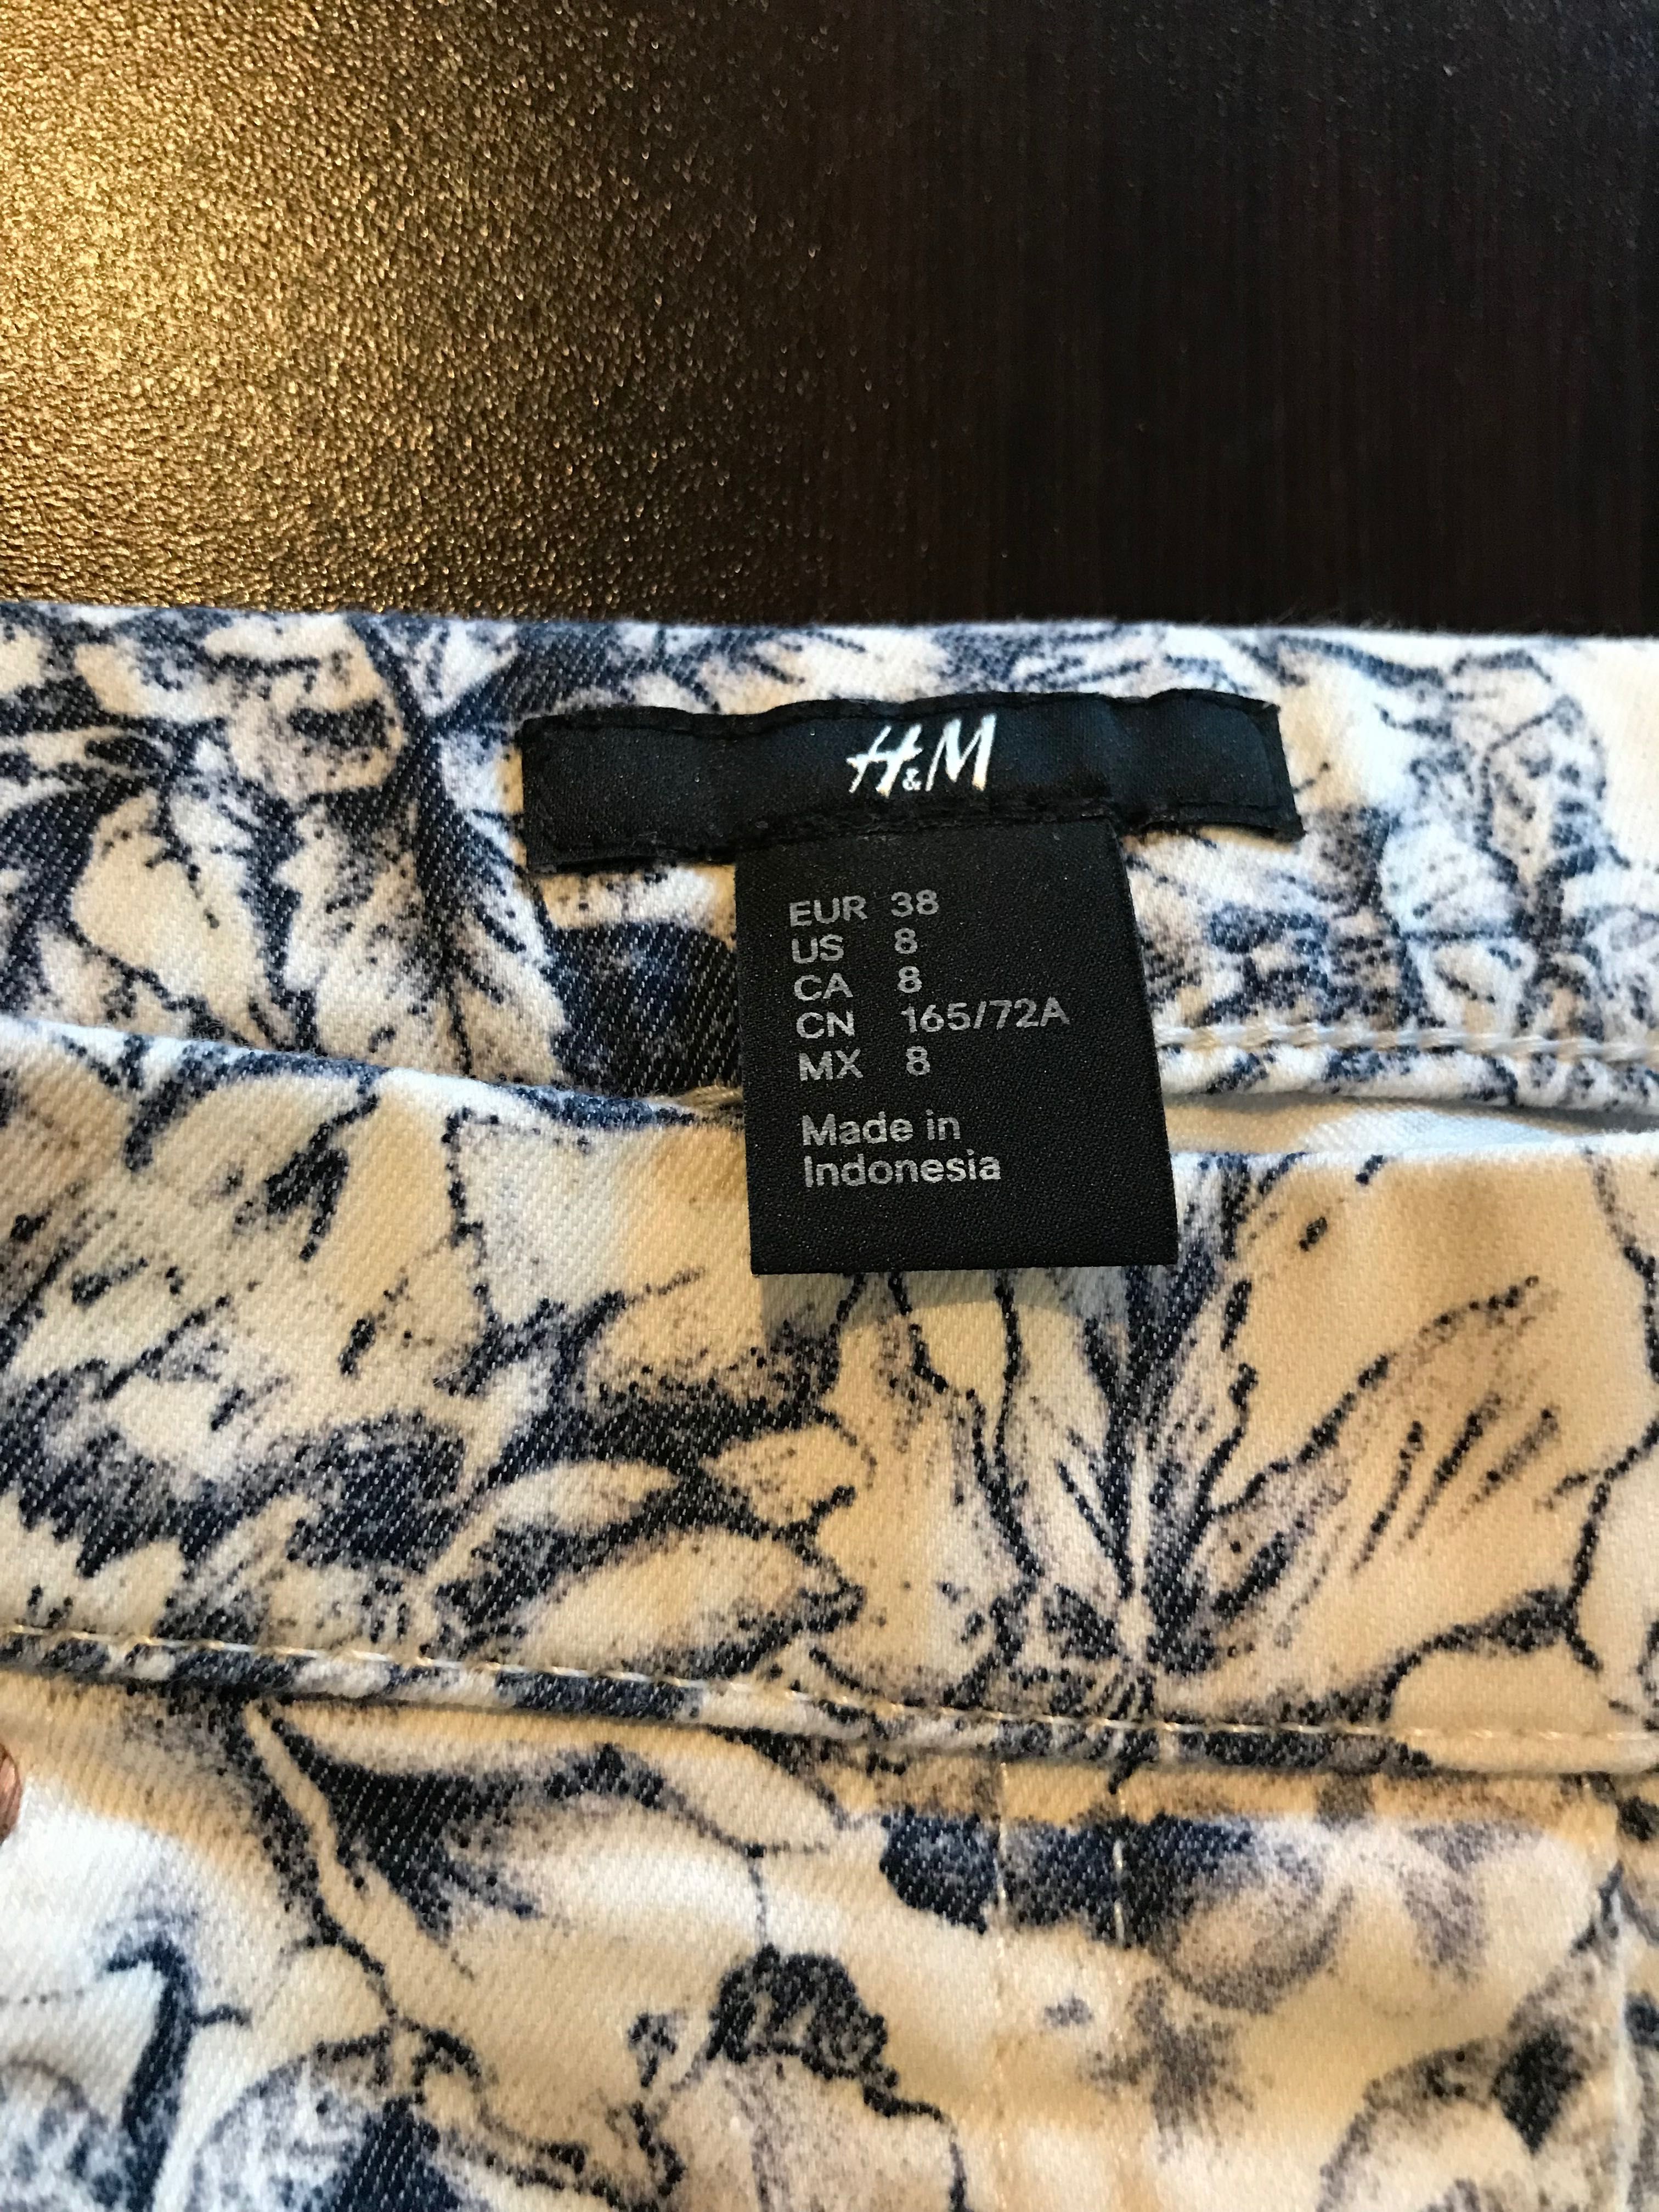 H&M
EUR 38
US 8
CA 8
CN 165/72A
MX 8
Made in
Indonesia